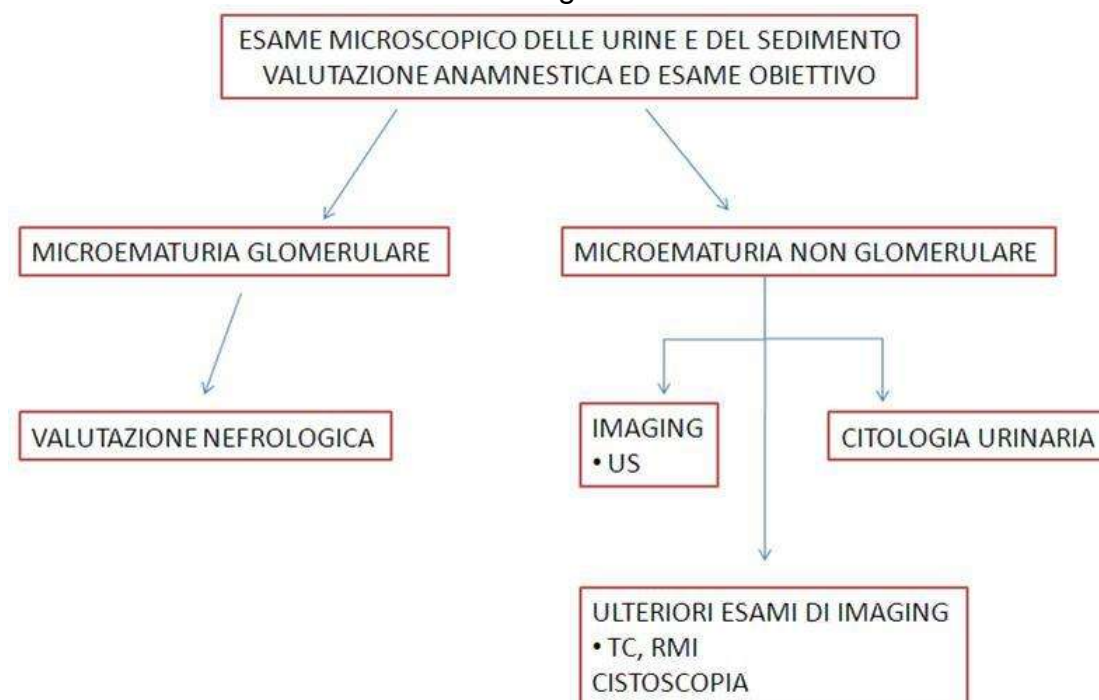 ESAME MICROSCOPICO DELLE URINE E DEL SEDIMENTO
VALUTAZIONE ANAMNESTICA ED ESAME OBIETTIVO
MICROEMATURIA GLOMERULARE
MICROEMATURIA NON GLOMERULARE
VALUTAZIONE NEFROLOGICA
IMAGING
• US
CITOLOGIA URINARIA
ULTERIORI ESAMI DI IMAGING
• TC, RMI
CISTOSCOPIA